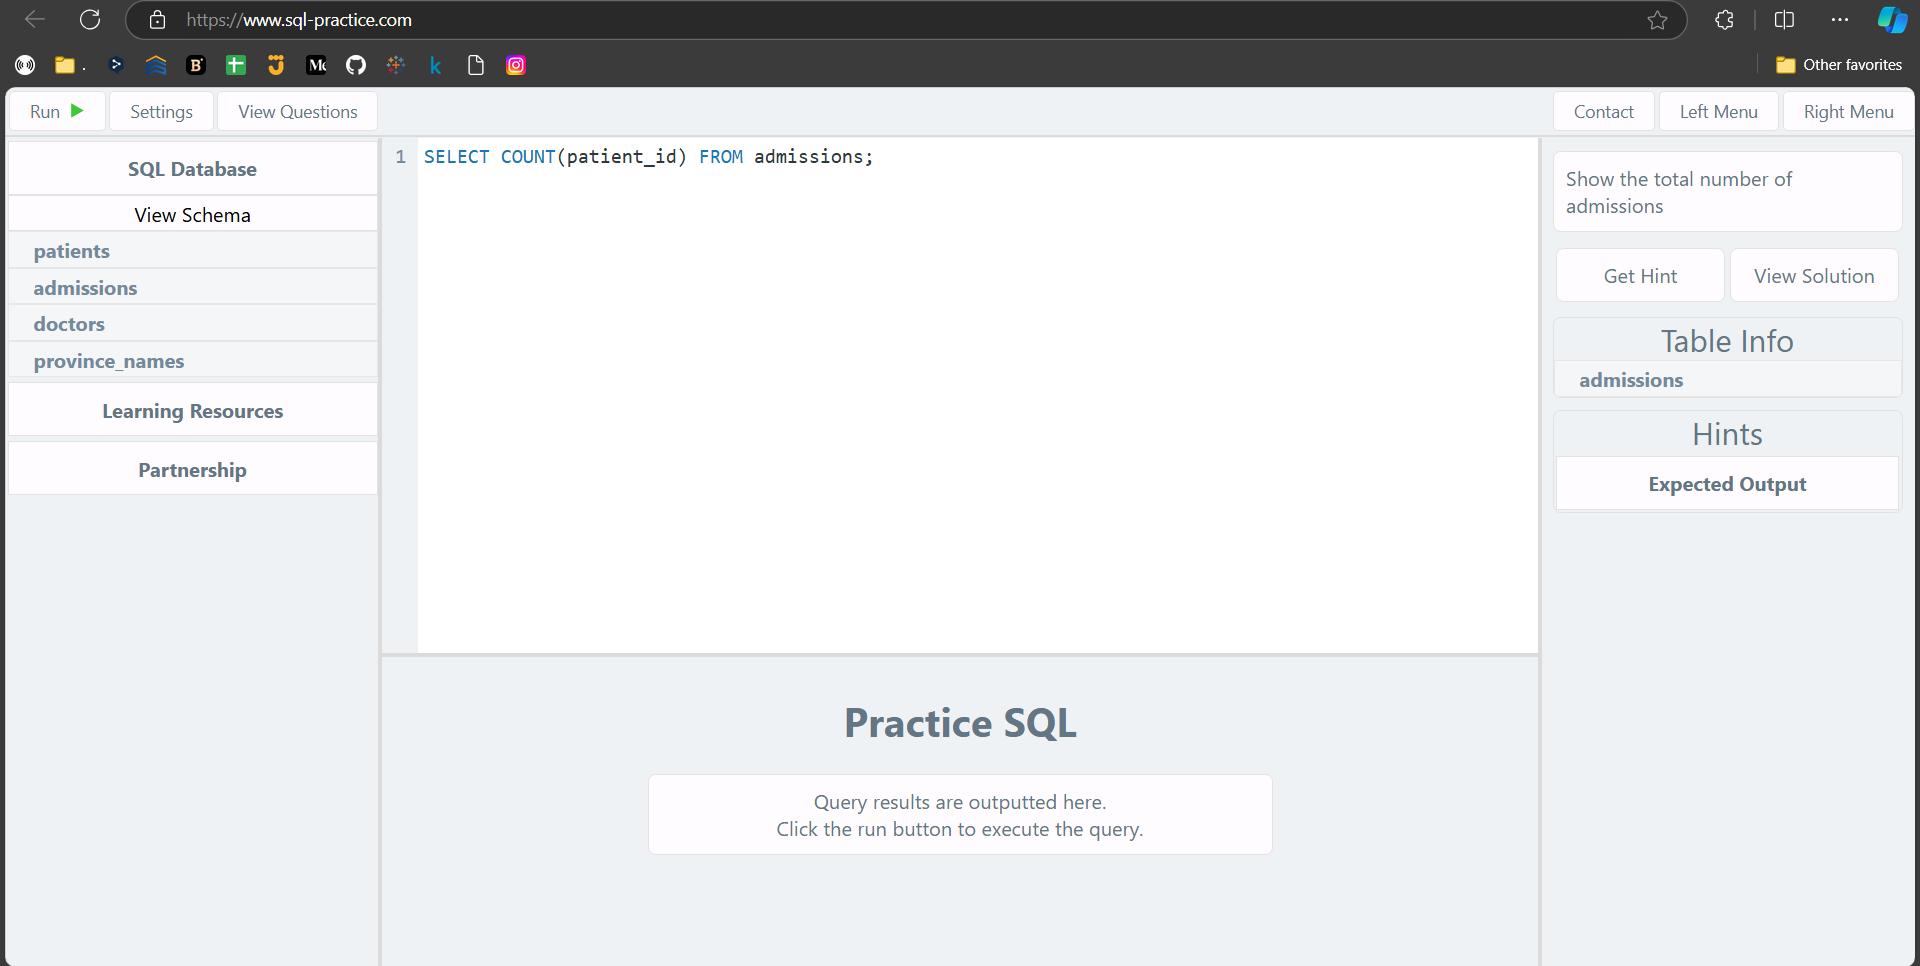 https://www.sql-practice.com
B
Me
k
.
Other favorites
Run
Settings
View Questions
Contact
Left Menu
Right Menu
SQL Database
View Schema
patients
admissions
doctors
province_names
Learning Resources
Partnership
1 SELECT COUNT(patient_id) FROM admissions;
Practice SQL
Query results are outputted here.
Click the run button to execute the query.
Show the total number of
admissions
Get Hint
View Solution
Table Info
admissions
Hints
Expected Output